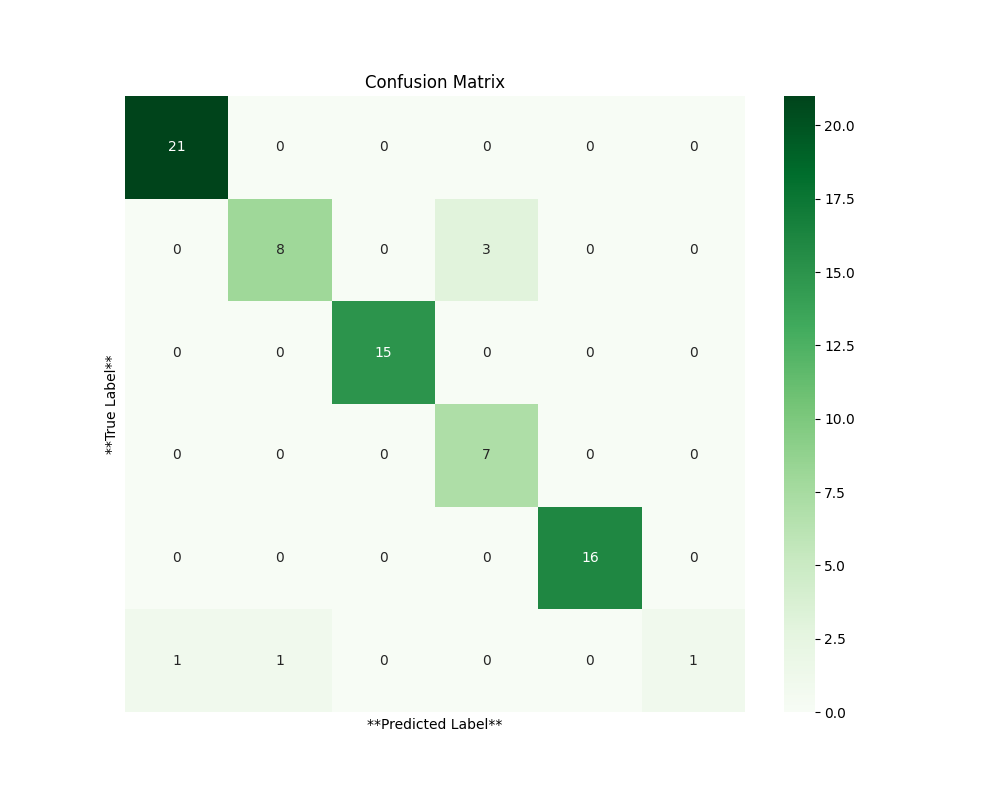 Confusion Matrix
21 0 0 0 0 0
0 8 0 3 0 0
0 0 15 0 0 0
0 0 0 7 0 0
0 0 0 0 16 0
1 1 0 0 0 1
**True Label**
**Predicted Label**
20.0
17.5
15.0
12.5
10.0
7.5
5.0
2.5
0.0